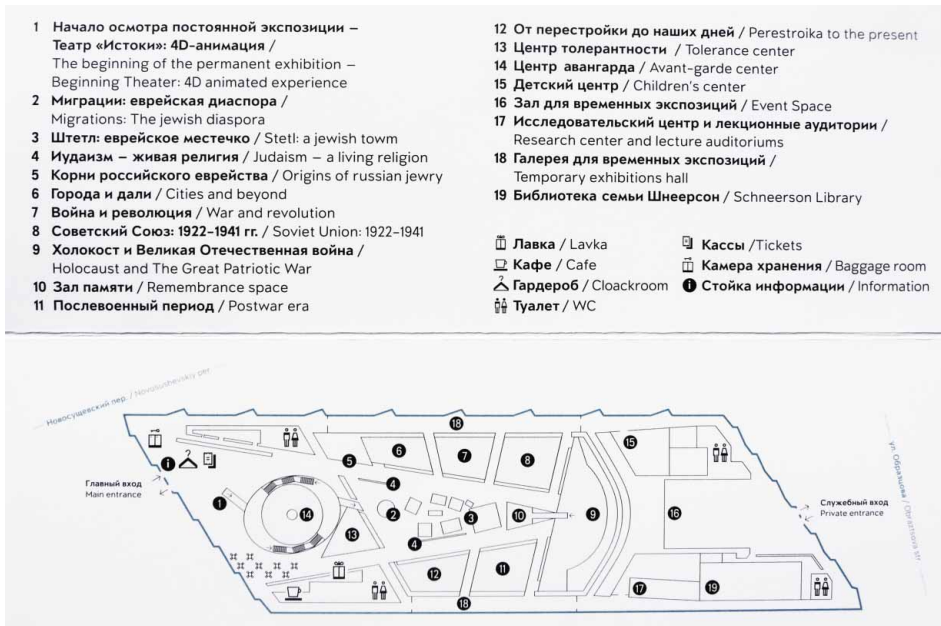 1 Начало осмотра постоянной экспозиции –
Театр «Истоки»: 4D-анимация /
The beginning of the permanent exhibition –
Beginning Theater: 4D animated experience
2 Миграции: еврейская диаспора /
Migrations: The jewish diaspora
3 Штетл: еврейское местечко / Stetl: a jewish towm
4 Иудаизм – живая религия / Judaism – a living religion
5 Корни российского еврейства / Origins of russian jewry
6 Города и дали / Cities and beyond
7 Война и революция / War and revolution
8 Советский Союз: 1922–1941 гг. / Soviet Union: 1922–1941
9 Холокост и Великая Отечественная война /
Holocaust and The Great Patriotic War
10 Зал памяти / Remembrance space
11 Послевоенный период / Postwar era
12 От перестройки до наших дней / Perestroika to the present
13 Центр толерантности / Tolerance center
14 Центр авангарда / Avant-garde center
15 Детский центр / Children's center
16 Зал для временных экспозиций / Event Space
17 Исследовательский центр и лекционные аудитории /
Research center and lecture auditoriums
18 Галерея для временных экспозиций /
Temporary exhibitions hall
19 Библиотека семьи Шнеерсон / Schneerson Library
Лавка / Lavka
Кафе / Cafe
Гардероб / Cloackroom
Туалет / WC
Кассы /Tickets
Камера хранения / Baggage room
i Стойка информации / Information
Новосущевский пер. / Novosushevskiy per.
18
15
6
7
8
5
i
4
Главный вход
Main entrance
1
14
2
3
10
9
16
Служебный вход
Private entrance
ул. Образцова / Obraztsova str.
13
4
12
11
17
19
18